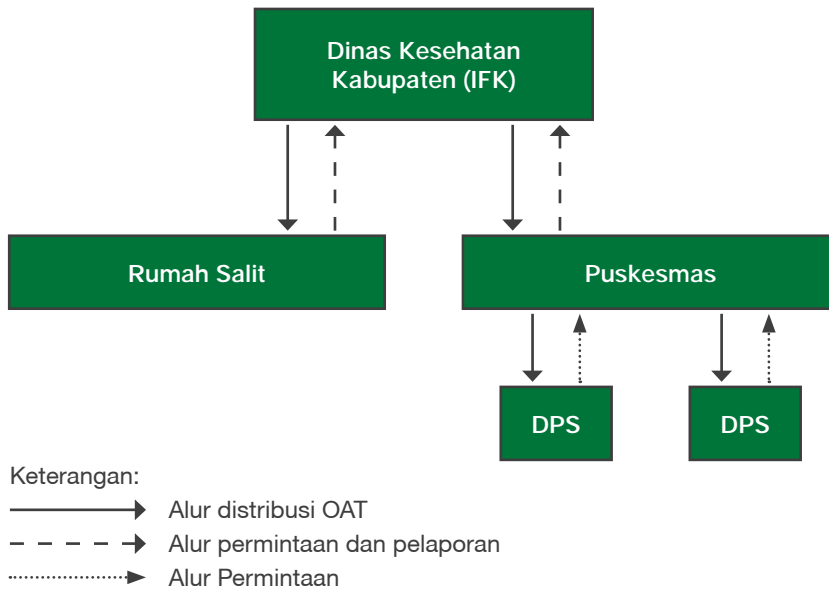 Dinas Kesehatan
Kabupaten (IFK)
Rumah Salit
Puskesmas
DPS
DPS
Keterangan:
Alur distribusi OAT
Alur permintaan dan pelaporan
Alur Permintaan